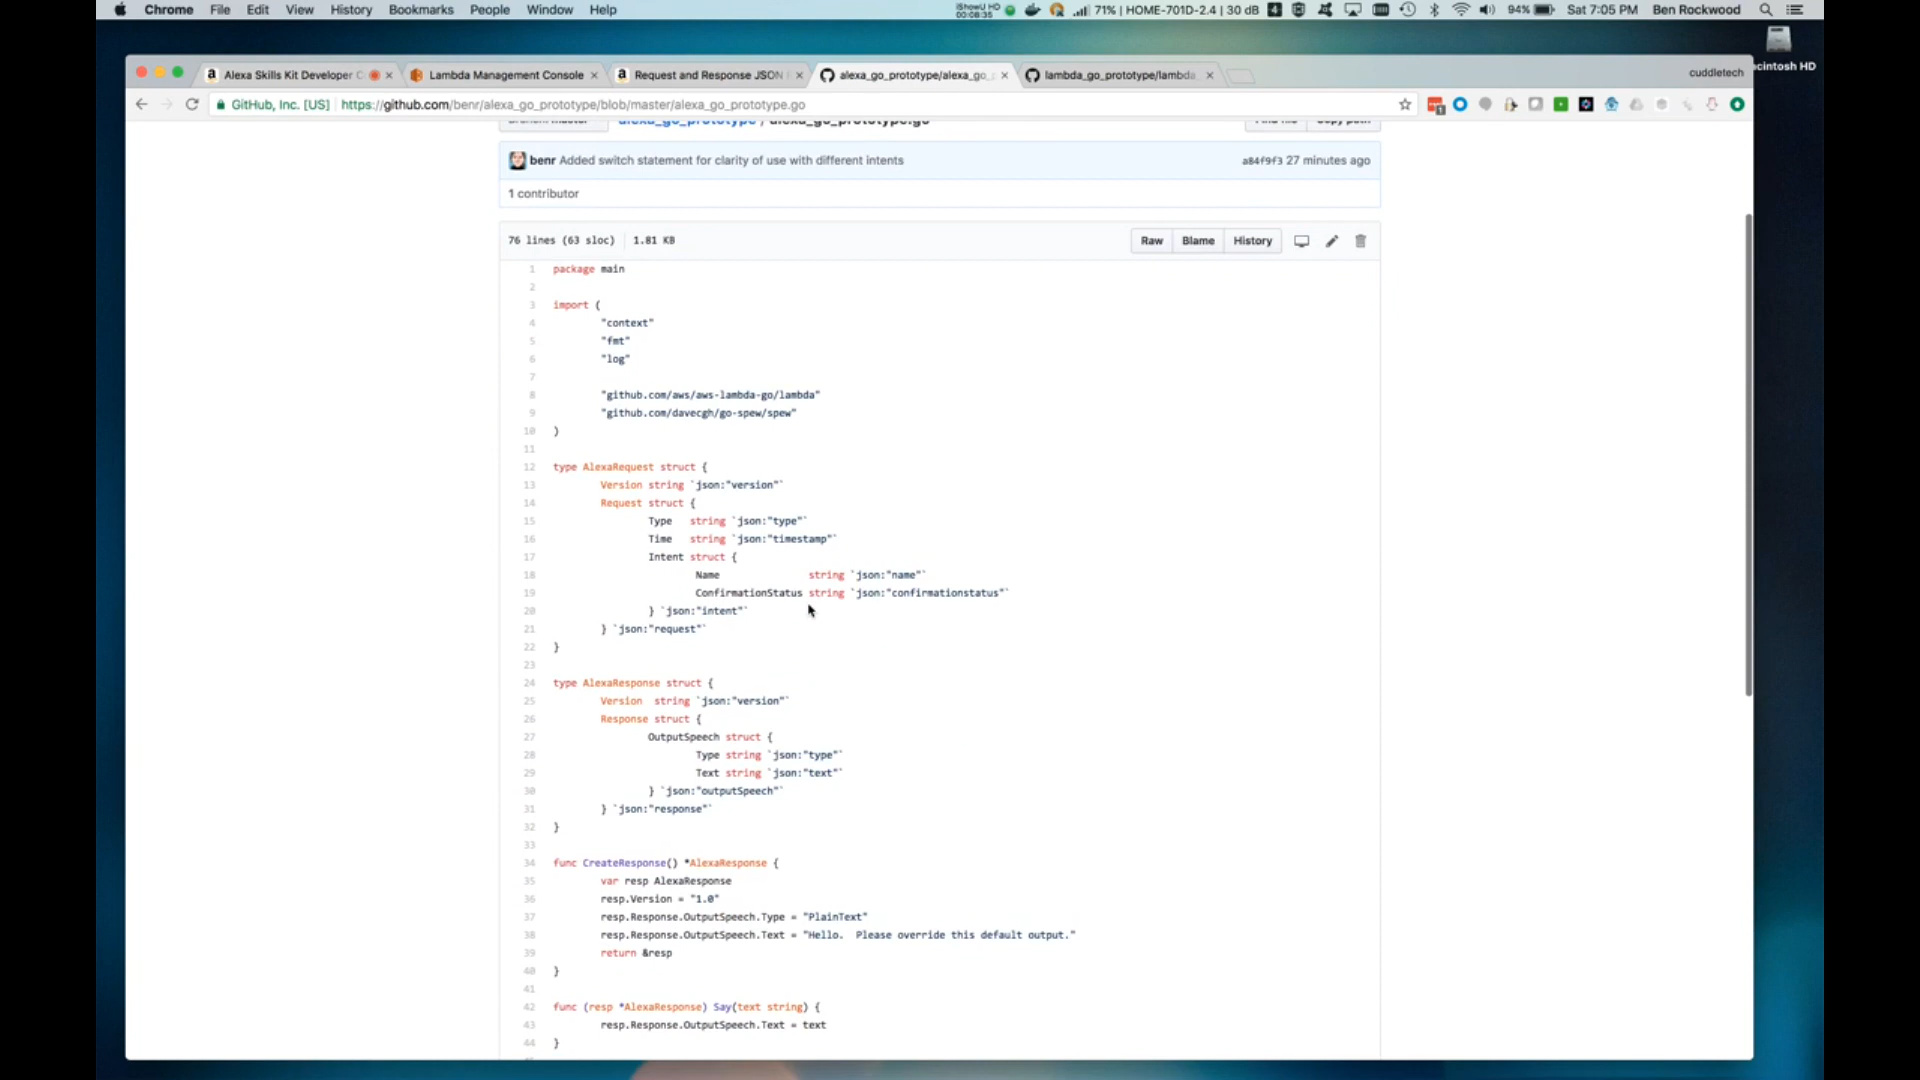 Chrome File Edit View History Bookmarks People Window Help iShowU HD 00:08:35 71% | HOME-701D-2.4 | 30 dB 94% Sat 7:05 PM Ben Rockwood
cintosh HD
Alexa Skills Kit Developer C × Lambda Management Console × Request and Response JSON × alexa_go_prototype/alexa_go_ × lambda_go_prototype/lambda × cuddletech
GitHub, Inc. [US] https://github.com/benr/alexa_go_prototype/blob/master/alexa_go_prototype.go
alexa_go_prototype / alexa_go_prototype.go
benr Added switch statement for clarity of use with different intents a84f9f3 27 minutes ago
1 contributor
76 lines (63 sloc) 1.81 KB Raw Blame History
1 package main
2
3 import (
4 "context"
5 "fmt"
6 "log"
7
8 "github.com/aws/aws-lambda-go/lambda"
9 "github.com/davecgh/go-spew/spew"
10 )
11
12 type AlexaRequest struct {
13 Version string `json:"version"`
14 Request struct {
15 Type string `json:"type"`
16 Time string `json:"timestamp"`
17 Intent struct {
18 Name string `json:"name"`
19 ConfirmationStatus string `json:"confirmationstatus"`
20 } `json:"intent"`
21 } `json:"request"`
22 }
23
24 type AlexaResponse struct {
25 Version string `json:"version"`
26 Response struct {
27 OutputSpeech struct {
28 Type string `json:"type"`
29 Text string `json:"text"`
30 } `json:"outputSpeech"`
31 } `json:"response"`
32 }
33
34 func CreateResponse() *AlexaResponse {
35 var resp AlexaResponse
36 resp.Version = "1.0"
37 resp.Response.OutputSpeech.Type = "PlainText"
38 resp.Response.OutputSpeech.Text = "Hello.  Please override this default output."
39 return &resp
40 }
41
42 func (resp *AlexaResponse) Say(text string) {
43 resp.Response.OutputSpeech.Text = text
44 }